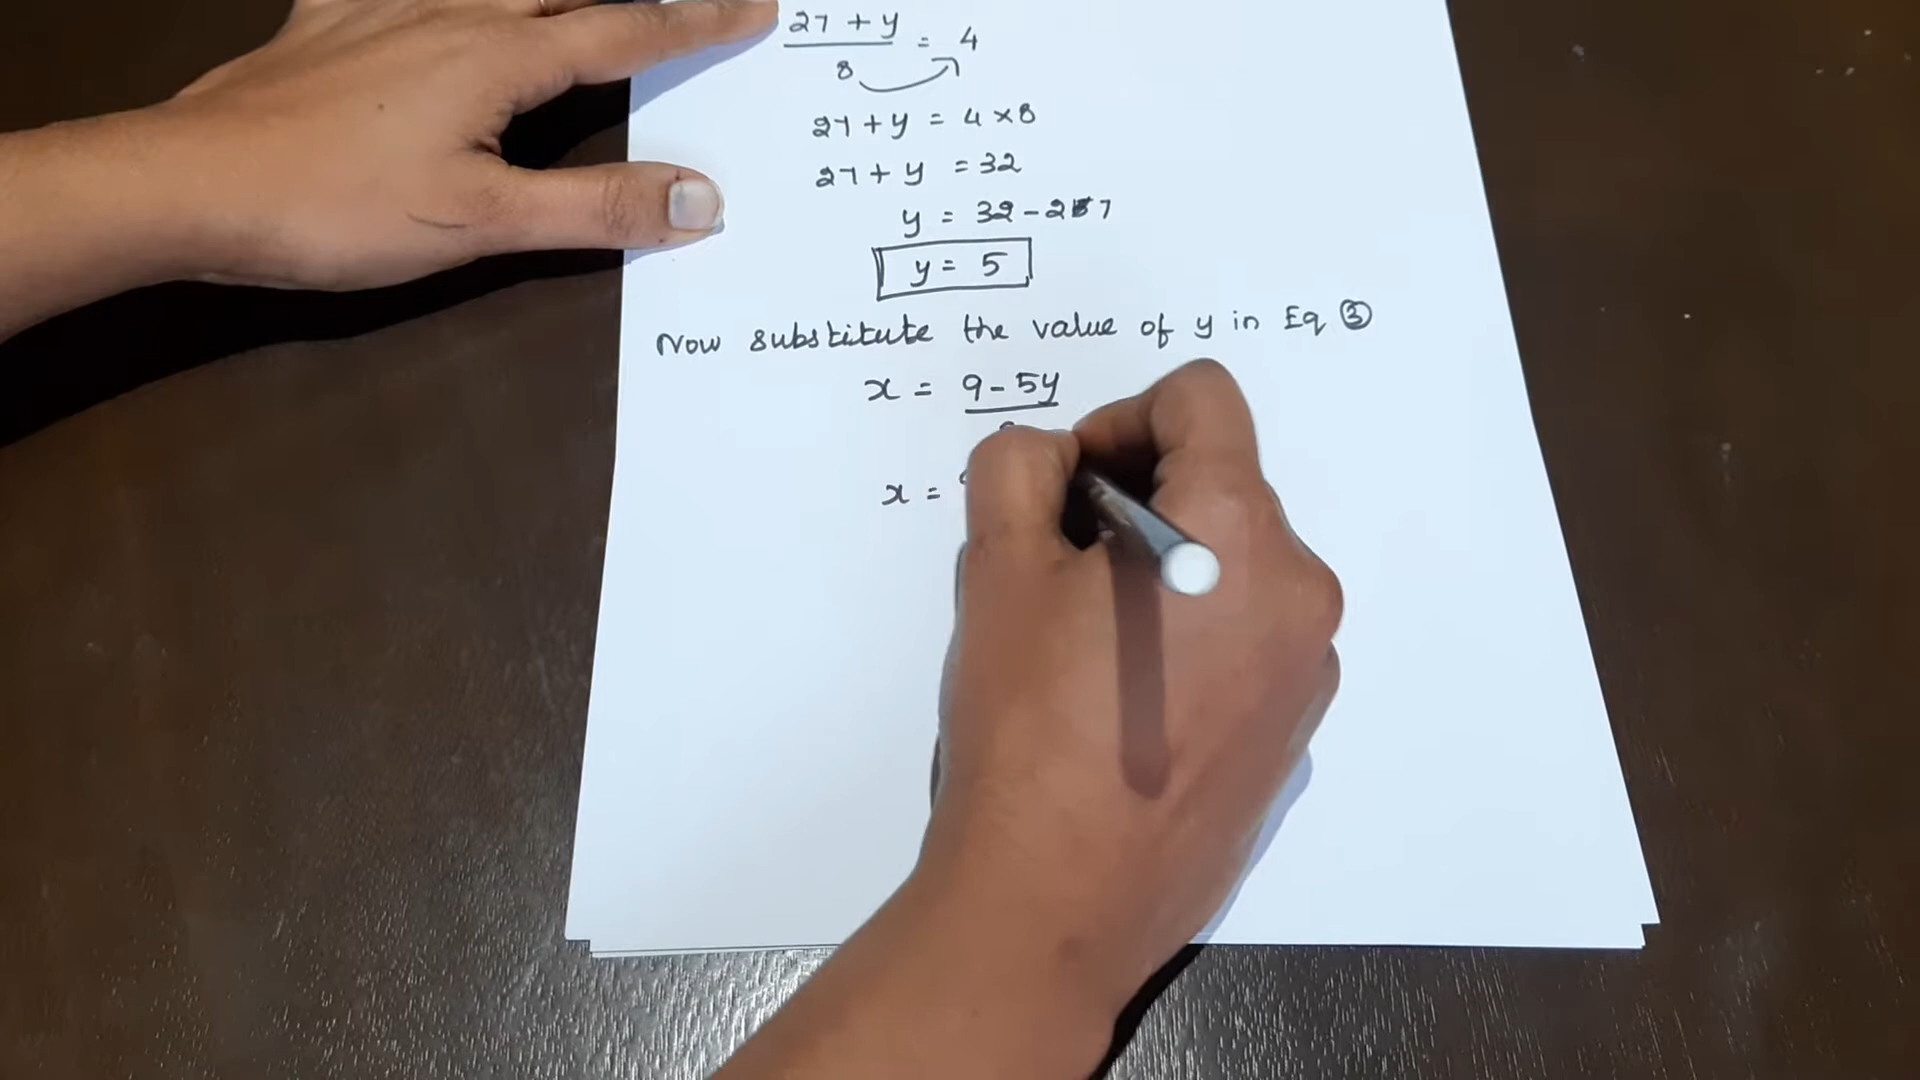 27 + y
= 4
8
27 + y = 4 × 8
27 + y = 32
y = 32 - 27
y = 5
Now substitute the value of y in Eq ③
x = 9 - 5y
x =